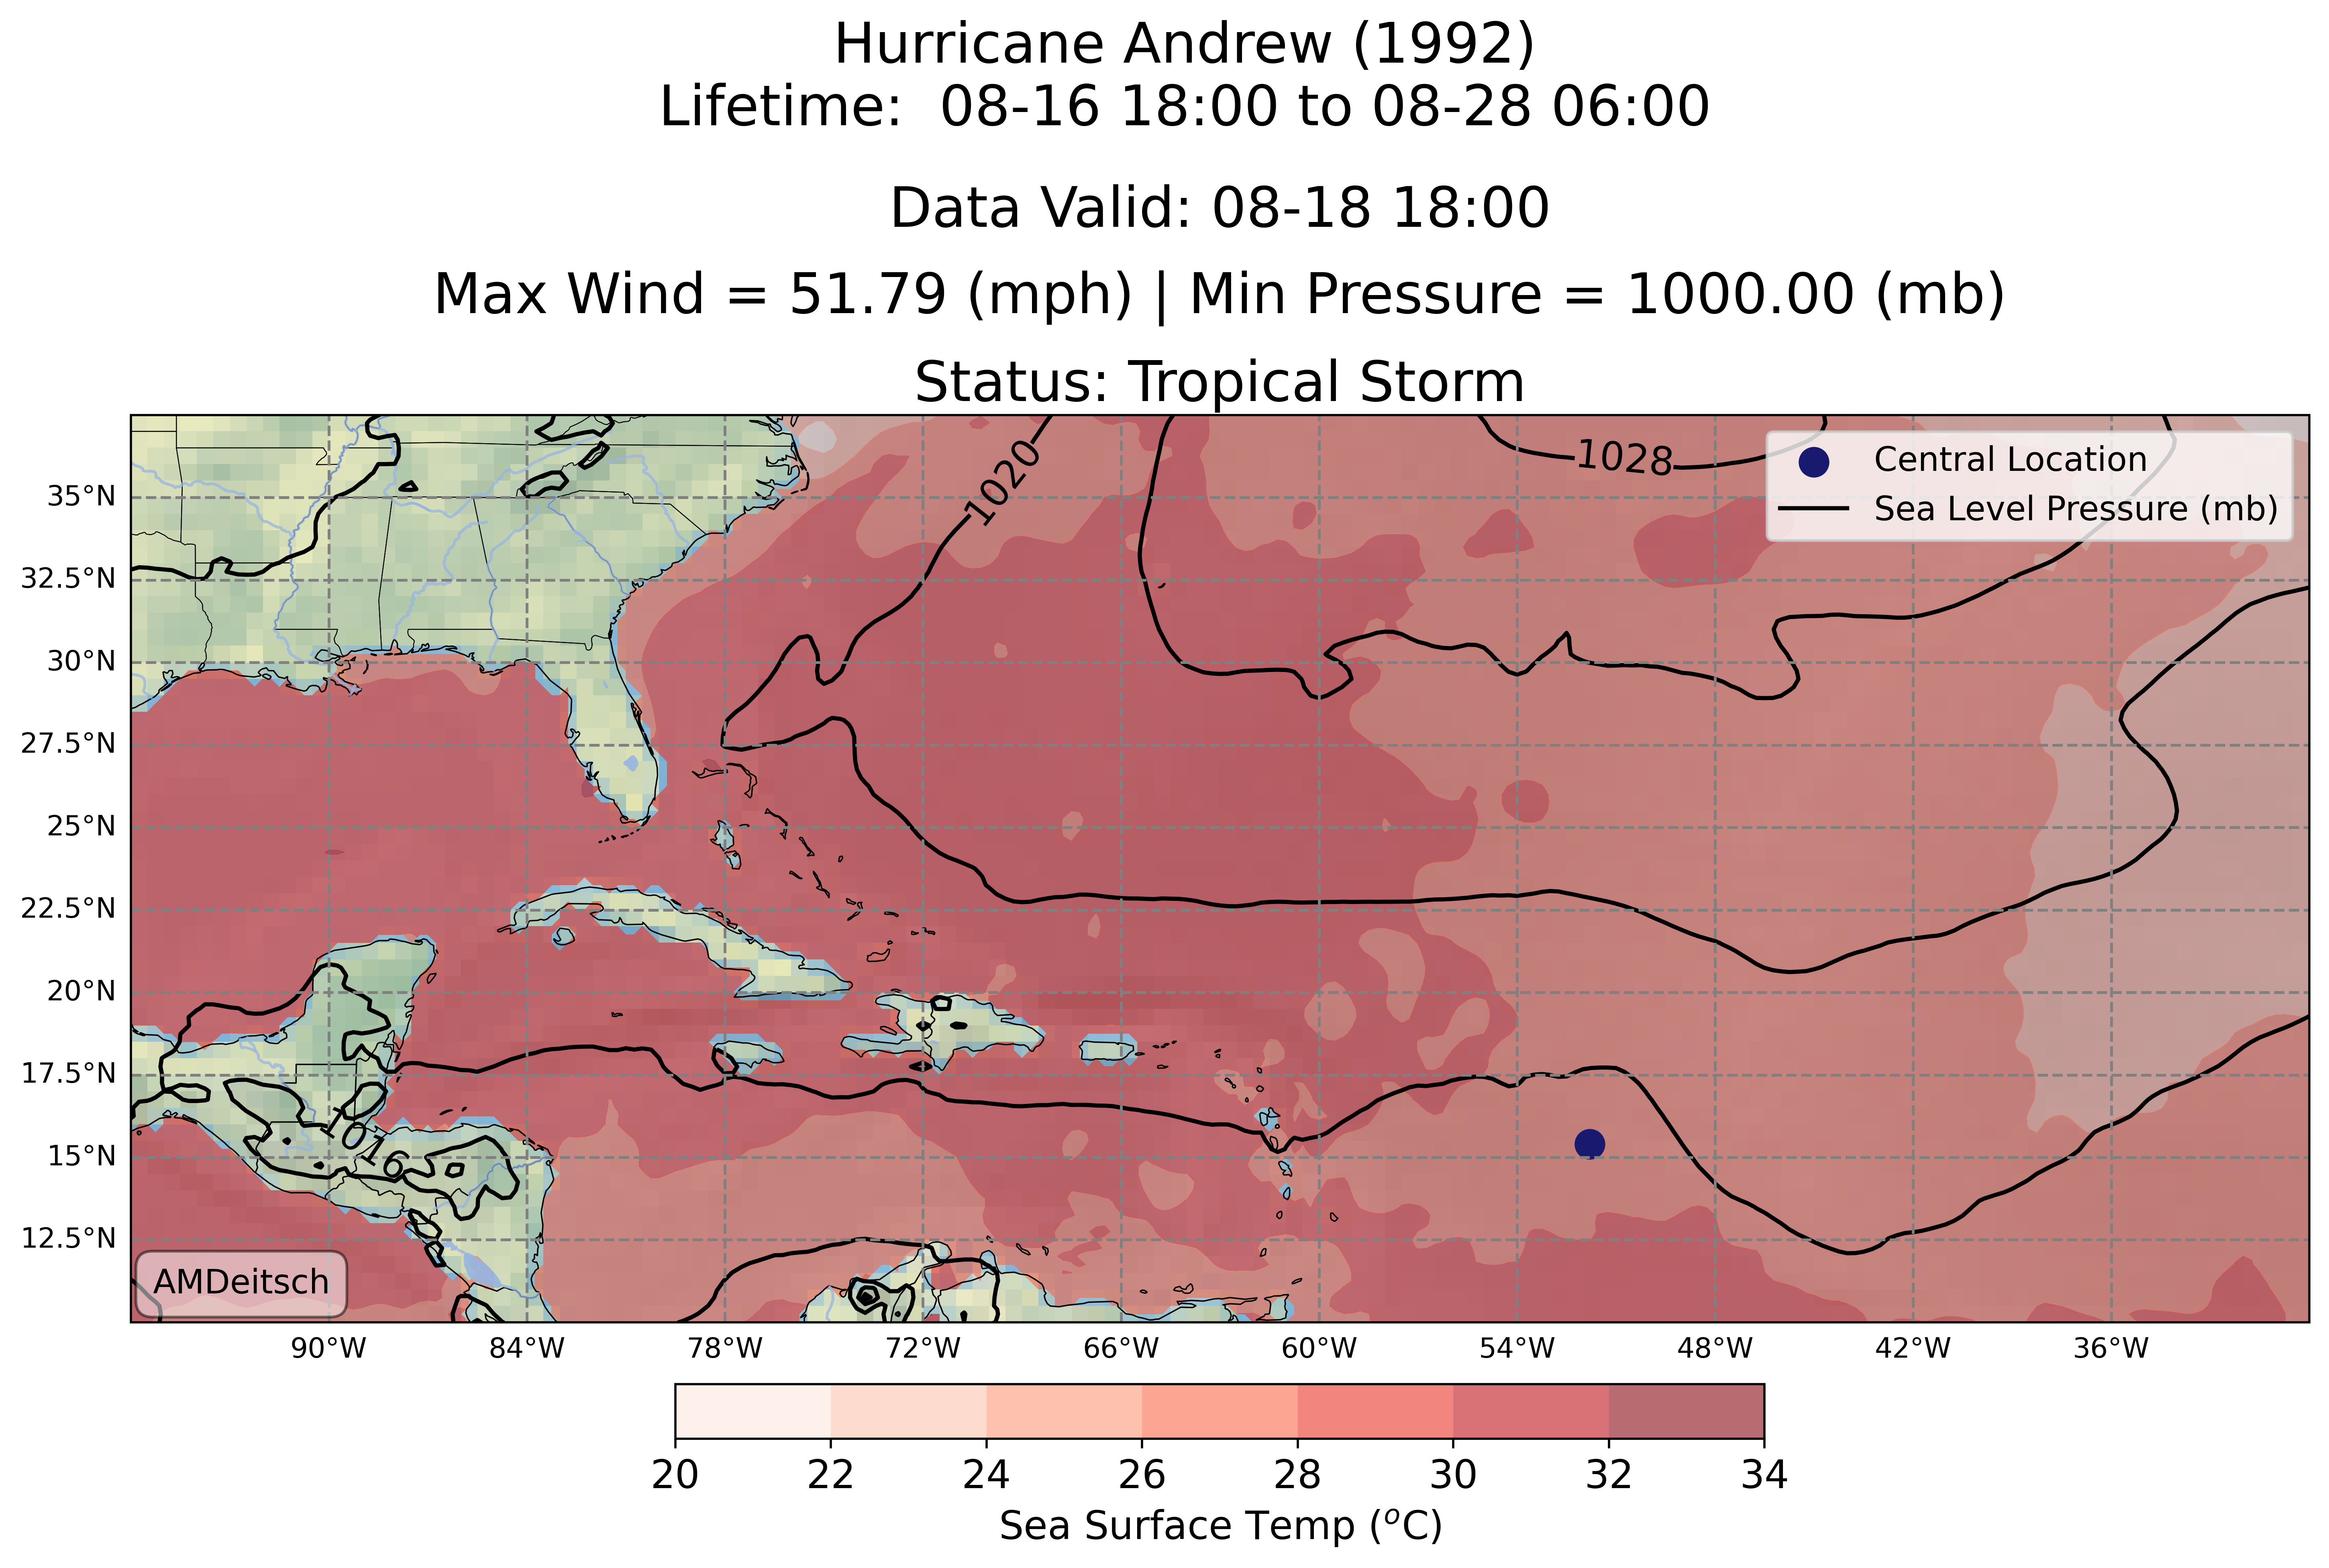 Hurricane Andrew (1992)
Lifetime:  08-16 18:00 to 08-28 06:00
Data Valid: 08-18 18:00
Max Wind = 51.79 (mph) | Min Pressure = 1000.00 (mb)
Status: Tropical Storm
1020
1028
Central Location
Sea Level Pressure (mb)
35°N
32.5°N
30°N
27.5°N
25°N
22.5°N
20°N
17.5°N
15°N
12.5°N
1016
AMDeitsch
90°W 84°W 78°W 72°W 66°W 60°W 54°W 48°W 42°W 36°W
20 22 24 26 28 30 32 34
Sea Surface Temp (°C)